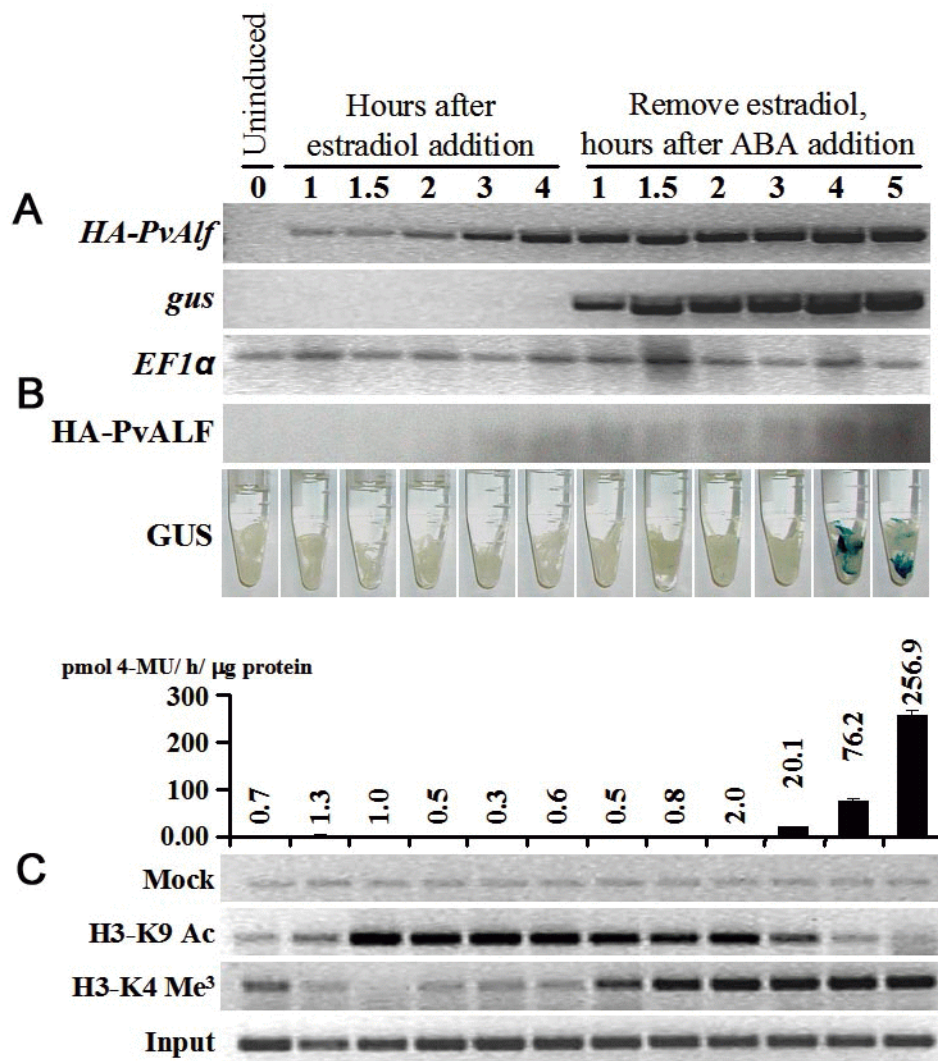 Uninduced
Hours after
estradiol addition
Remove estradiol,
hours after ABA addition
0 1 1.5 2 3 4 1 1.5 2 3 4 5
A
HA-PvAlf
gus
EF1α
B
HA-PvALF
GUS
pmol 4-MU/ h/ µg protein
300
200
100
0.00
0.7 1.3 1.0 0.5 0.3 0.6 0.5 0.8 2.0 20.1 76.2 256.9
C
Mock
H3-K9 Ac
H3-K4 Me³
Input